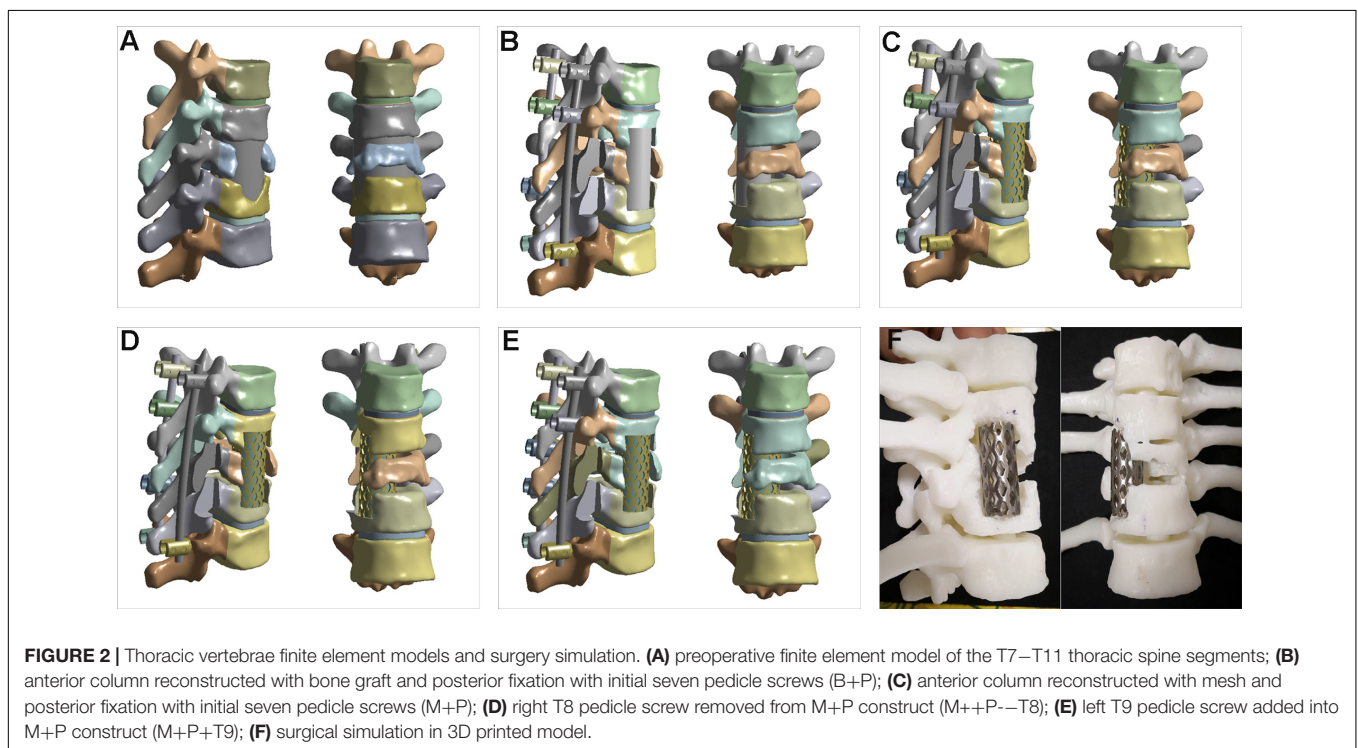 A
B
C
D
E
F
FIGURE 2 | Thoracic vertebrae finite element models and surgery simulation. (A) preoperative finite element model of the T7–T11 thoracic spine segments; (B)
anterior column reconstructed with bone graft and posterior fixation with initial seven pedicle screws (B+P); (C) anterior column reconstructed with mesh and
posterior fixation with initial seven pedicle screws (M+P); (D) right T8 pedicle screw removed from M+P construct (M++P-–T8); (E) left T9 pedicle screw added into
M+P construct (M+P+T9); (F) surgical simulation in 3D printed model.